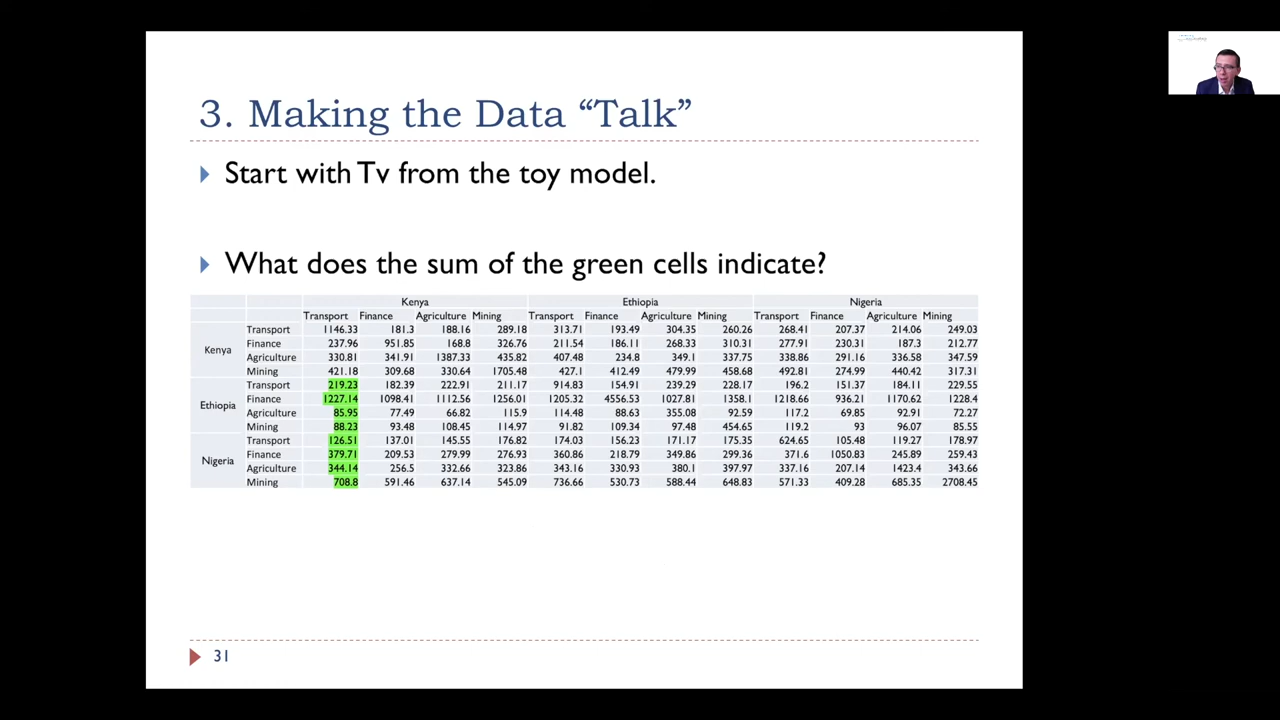 3. Making the Data “Talk”
Start with Tv from the toy model.
What does the sum of the green cells indicate?
Kenya Ethiopia Nigeria
Transport Finance Agriculture Mining Transport Finance Agriculture Mining Transport Finance Agriculture Mining
Transport 1146.33 181.3 188.16 289.18 313.71 193.49 304.35 260.26 268.41 207.37 214.06 249.03
Finance 237.96 951.85 168.8 326.76 211.54 186.11 268.33 310.31 277.91 230.31 187.3 212.77
Kenya
Agriculture 330.81 341.91 1387.33 435.82 407.48 234.8 349.1 337.75 338.86 291.16 336.58 347.59
Mining 421.18 309.68 330.64 1705.48 427.1 412.49 479.99 458.68 492.81 274.99 440.42 317.31
Transport 219.23 182.39 222.91 211.17 914.83 154.91 239.29 228.17 196.2 151.37 184.11 229.55
Finance 1227.14 1098.41 1112.56 1256.01 1205.32 4556.53 1027.81 1358.1 1218.66 936.21 1170.62 1228.4
Ethiopia
Agriculture 85.95 77.49 66.82 115.9 114.48 88.63 355.08 92.59 117.2 69.85 92.91 72.27
Mining 88.23 93.48 108.45 114.97 91.82 109.34 97.48 454.65 119.2 93 96.07 85.55
Transport 126.51 137.01 145.55 176.82 174.03 156.23 171.17 175.35 624.65 105.48 119.27 178.97
Finance 379.71 209.53 279.99 276.93 360.86 218.79 349.86 299.36 371.6 1050.83 245.89 259.43
Nigeria
Agriculture 344.14 256.5 332.66 323.86 343.16 330.93 380.1 397.97 337.16 207.14 1423.4 343.66
Mining 708.8 591.46 637.14 545.09 736.66 530.73 588.44 648.83 571.33 409.28 685.35 2708.45
31